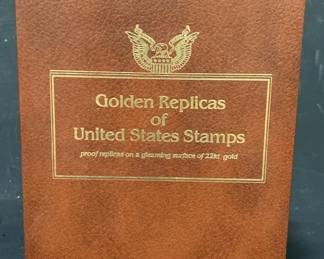 Golden Replicas
of
United States Stamps
proof replicas on a gleaming surface of 22kt gold